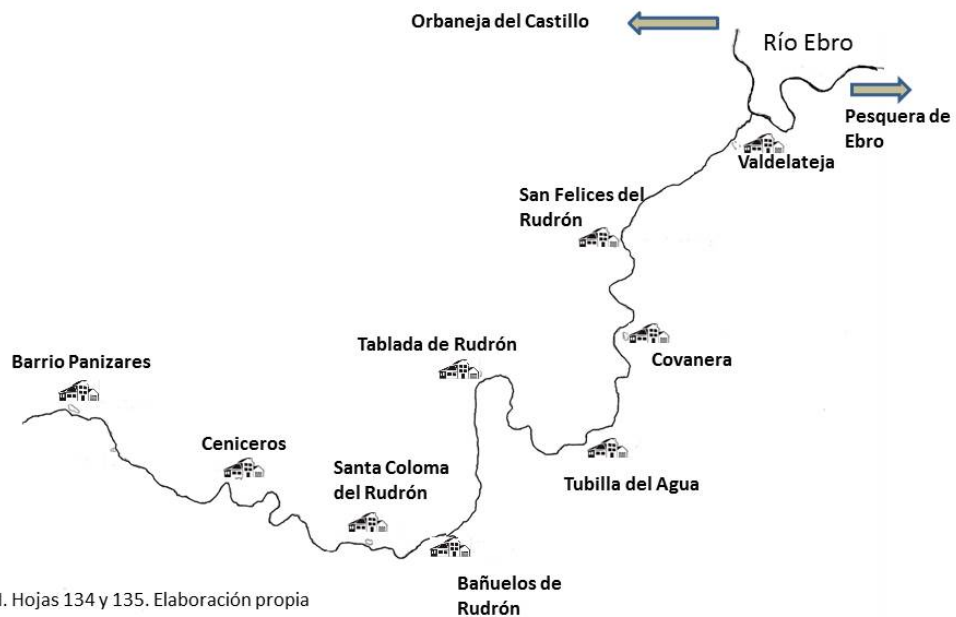 Orbaneja del Castillo
Río Ebro
Pesquera de
Ebro
Valdelateja
San Felices del
Rudrón
Tablada de Rudrón
Covanera
Barrio Panizares
Ceniceros
Santa Coloma
del Rudrón
Tubilla del Agua
Bañuelos de
Rudrón
Hojas 134 y 135. Elaboración propia